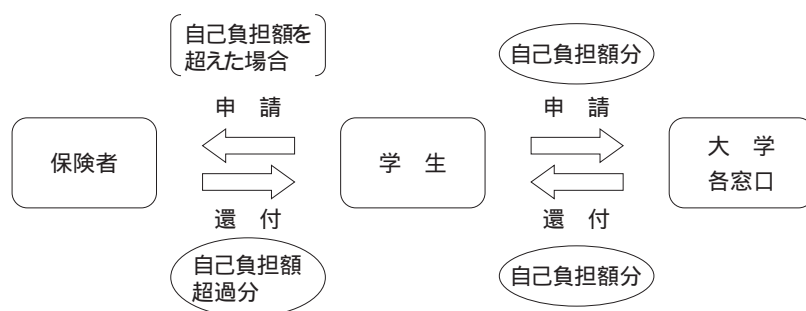 自己負担額を
超えた場合
自己負担額分
申 請
申 請
保険者
学 生
大 学
各窓口
還 付
還 付
自己負担額
超過分
自己負担額分